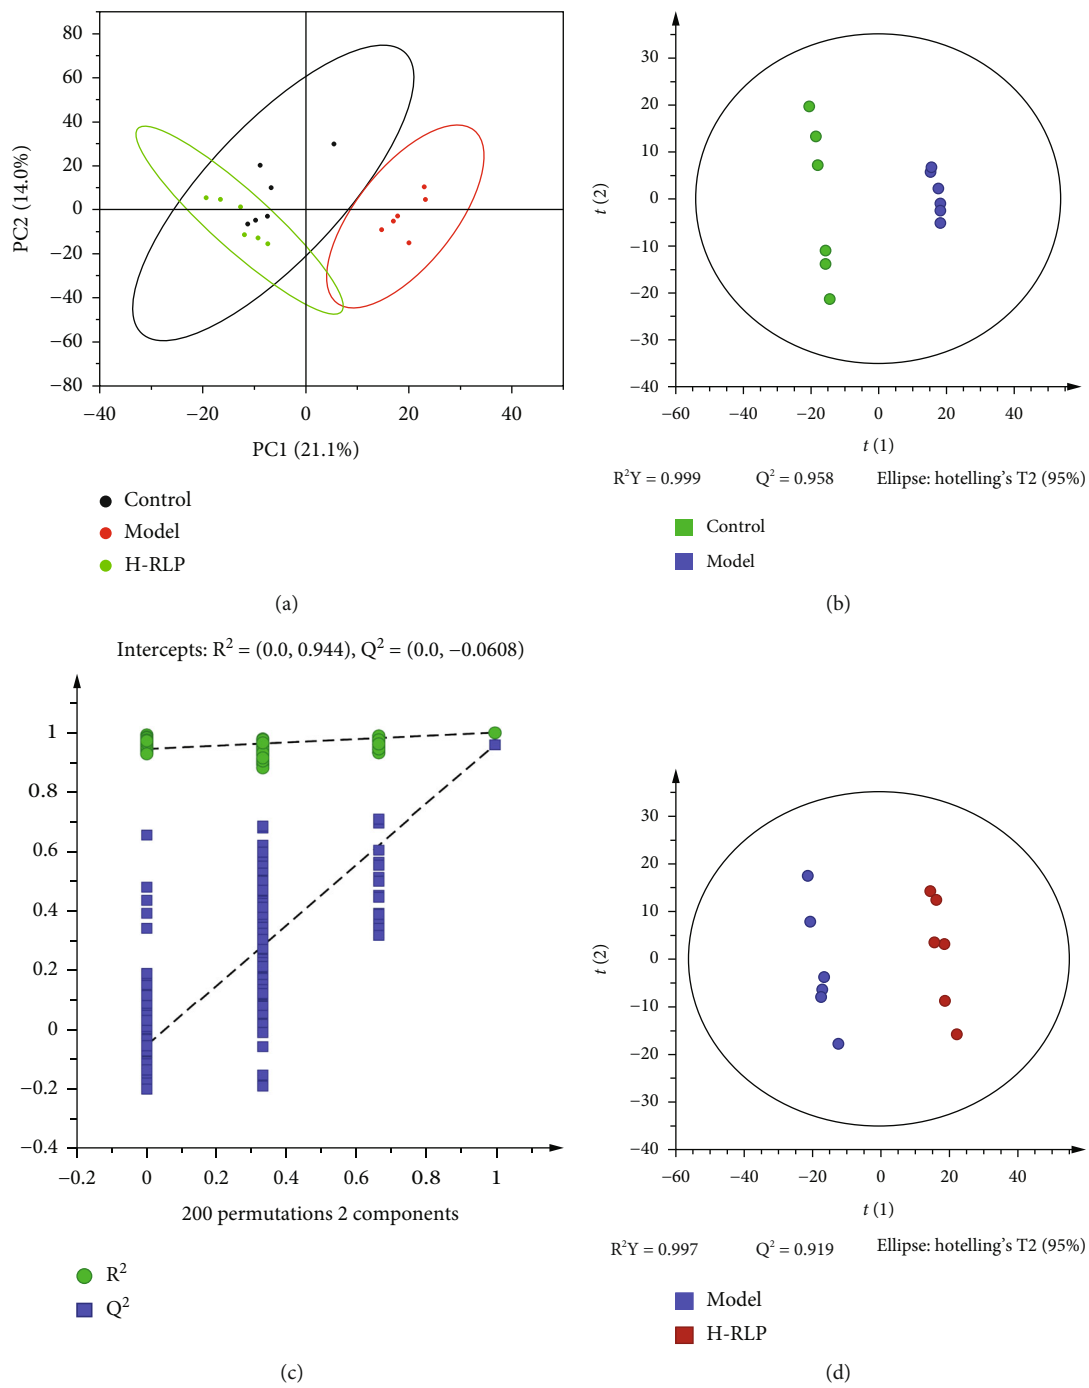 80
60
40
20
0
−20
−40
−60
−80
PC2 (14.0%)
−40 −20 0 20 40
PC1 (21.1%)
Control
Model
H-RLP
(a)
30
20
10
0
−10
−20
−30
−40
t (2)
−60 −40 −20 0 20 40
t (1)
R²Y = 0.999 Q² = 0.958 Ellipse: hotelling's T2 (95%)
Control
Model
(b)
Intercepts: R² = (0.0, 0.944), Q² = (0.0, −0.0608)
1
0.8
0.6
0.4
0.2
0
−0.2
−0.4
−0.2 0 0.2 0.4 0.6 0.8 1
200 permutations 2 components
R²
Q²
(c)
30
20
10
0
−10
−20
−30
−40
t (2)
−60 −40 −20 0 20 40
t (1)
R²Y = 0.997 Q² = 0.919 Ellipse: hotelling's T2 (95%)
Model
H-RLP
(d)